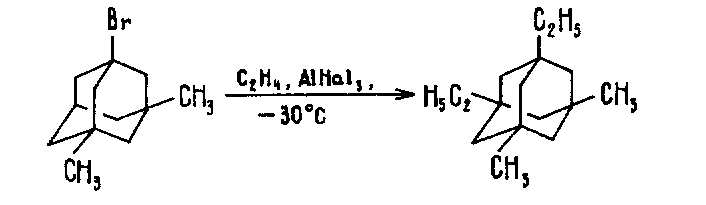 Br
CH₃
CH₃
C₂H₄, AlHal₃,
−30°C
C₂H₅
H₅C₂
CH₃
CH₃